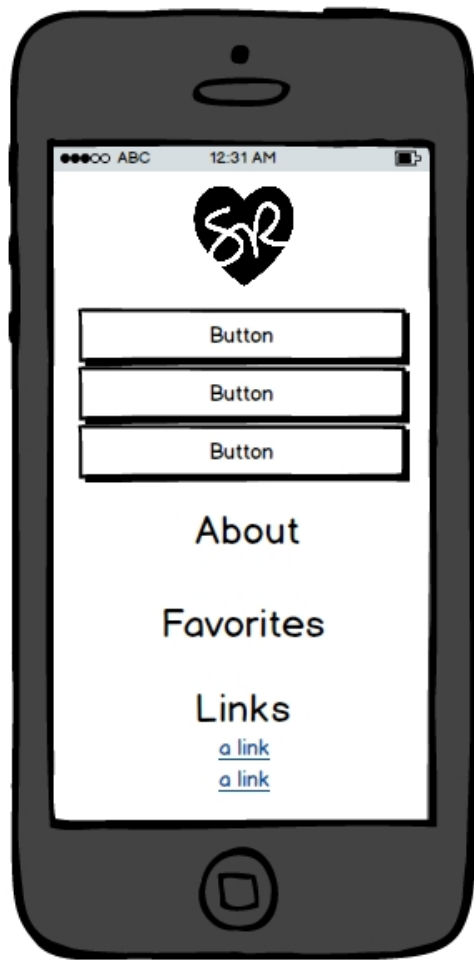 ABC 12:31 AM
SR
Button
Button
Button
About
Favorites
Links
a link
a link